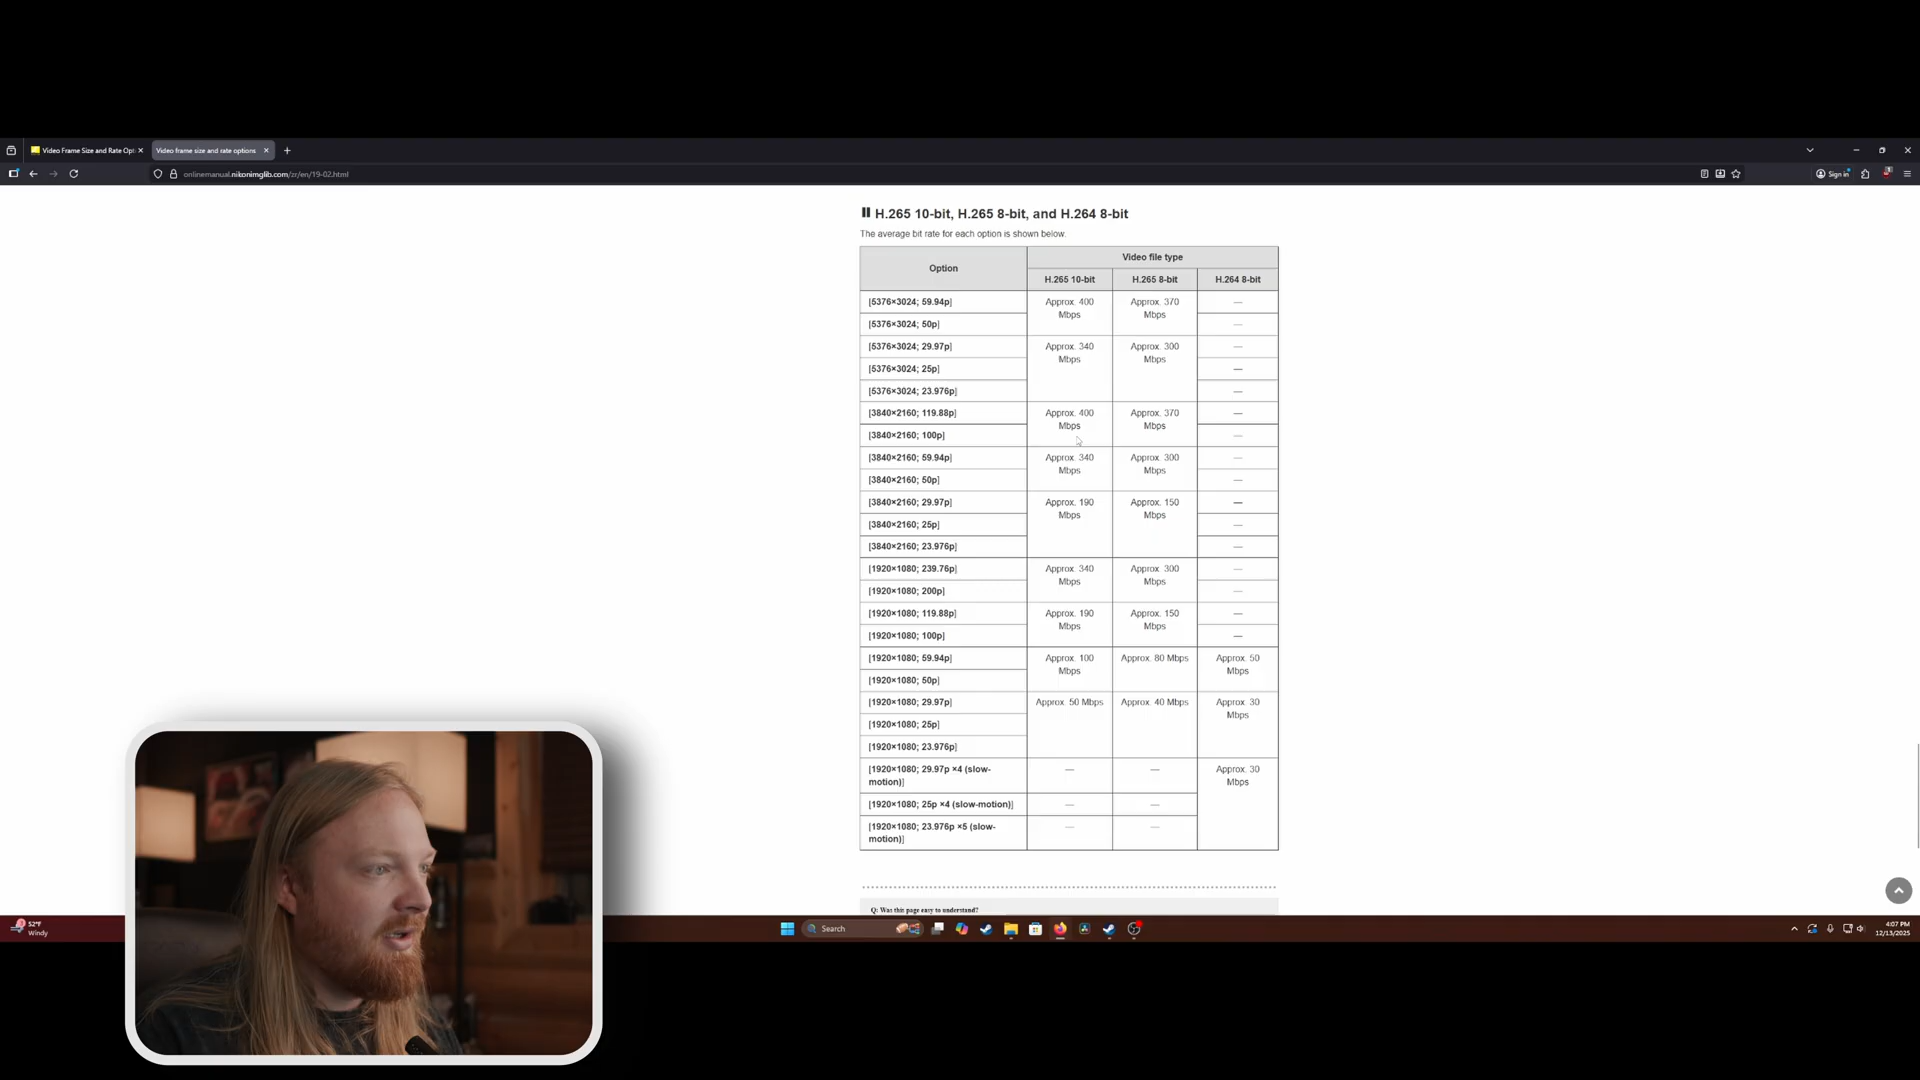 Video Frame Size and Rate Opt
Video frame size and rate options
onlinemanual.nikonimglib.com/zr/en/19-02.html
Sign in
H.265 10-bit, H.265 8-bit, and H.264 8-bit
The average bit rate for each option is shown below.
Option
Video file type
H.265 10-bit H.265 8-bit H.264 8-bit
[5376×3024; 59.94p] Approx. 400 Mbps Approx. 370 Mbps —
[5376×3024; 50p] —
[5376×3024; 29.97p] Approx. 340 Mbps Approx. 300 Mbps —
[5376×3024; 25p] —
[5376×3024; 23.976p] —
[3840×2160; 119.88p] Approx. 400 Mbps Approx. 370 Mbps —
[3840×2160; 100p] —
[3840×2160; 59.94p] Approx. 340 Mbps Approx. 300 Mbps —
[3840×2160; 50p] —
[3840×2160; 29.97p] Approx. 190 Mbps Approx. 150 Mbps —
[3840×2160; 25p] —
[3840×2160; 23.976p] —
[1920×1080; 239.76p] Approx. 340 Mbps Approx. 300 Mbps —
[1920×1080; 200p] —
[1920×1080; 119.88p] Approx. 190 Mbps Approx. 150 Mbps —
[1920×1080; 100p] —
[1920×1080; 59.94p] Approx. 100 Mbps Approx. 80 Mbps Approx. 50 Mbps
[1920×1080; 50p]
[1920×1080; 29.97p] Approx. 50 Mbps Approx. 40 Mbps Approx. 30 Mbps
[1920×1080; 25p]
[1920×1080; 23.976p]
[1920×1080; 29.97p ×4 (slow-motion)] — — Approx. 30 Mbps
[1920×1080; 25p ×4 (slow-motion)] — —
[1920×1080; 23.976p ×5 (slow-motion)] — —
Q: Was this page easy to understand?
52°F
Windy
Search
4:07 PM
12/13/2025